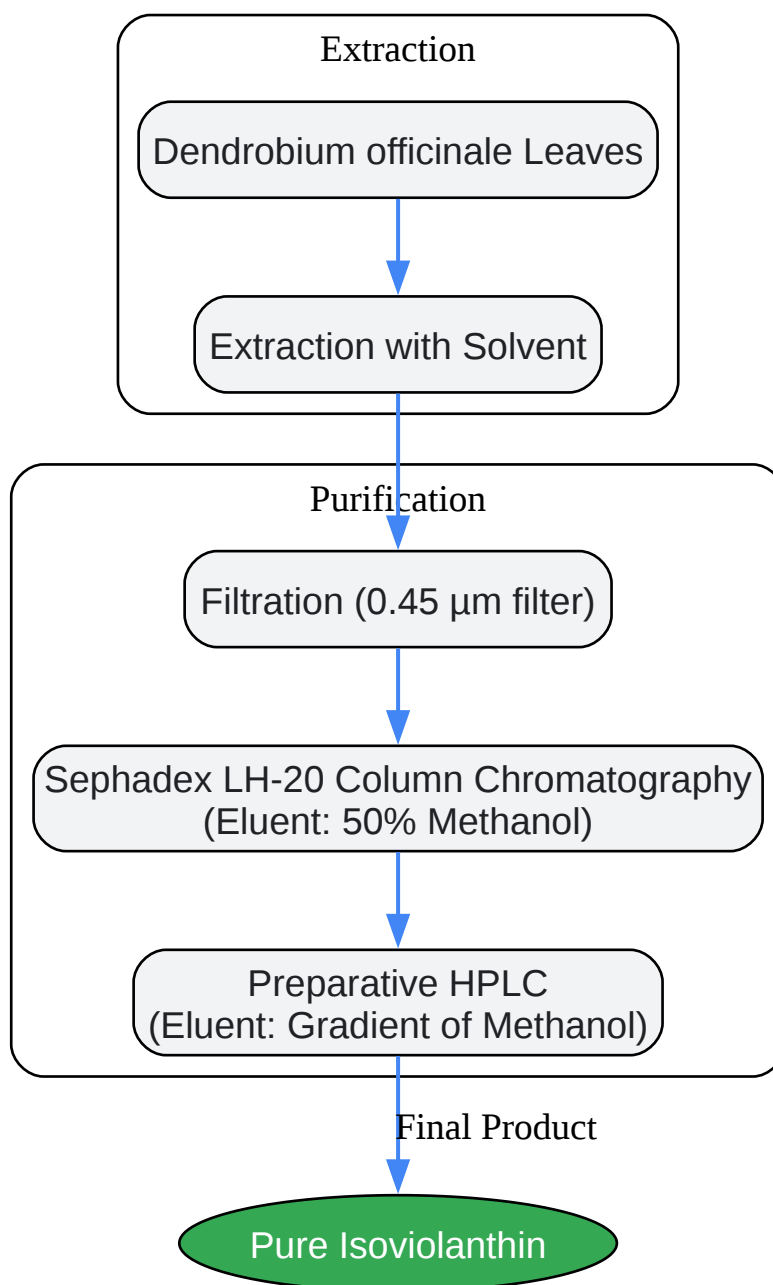 Extraction
Dendrobium officinale Leaves
Extraction with Solvent
Purification
Filtration (0.45 µm filter)
Sephadex LH-20 Column Chromatography
(Eluent: 50% Methanol)
Preparative HPLC
(Eluent: Gradient of Methanol)
Final Product
Pure Isoviolanthin